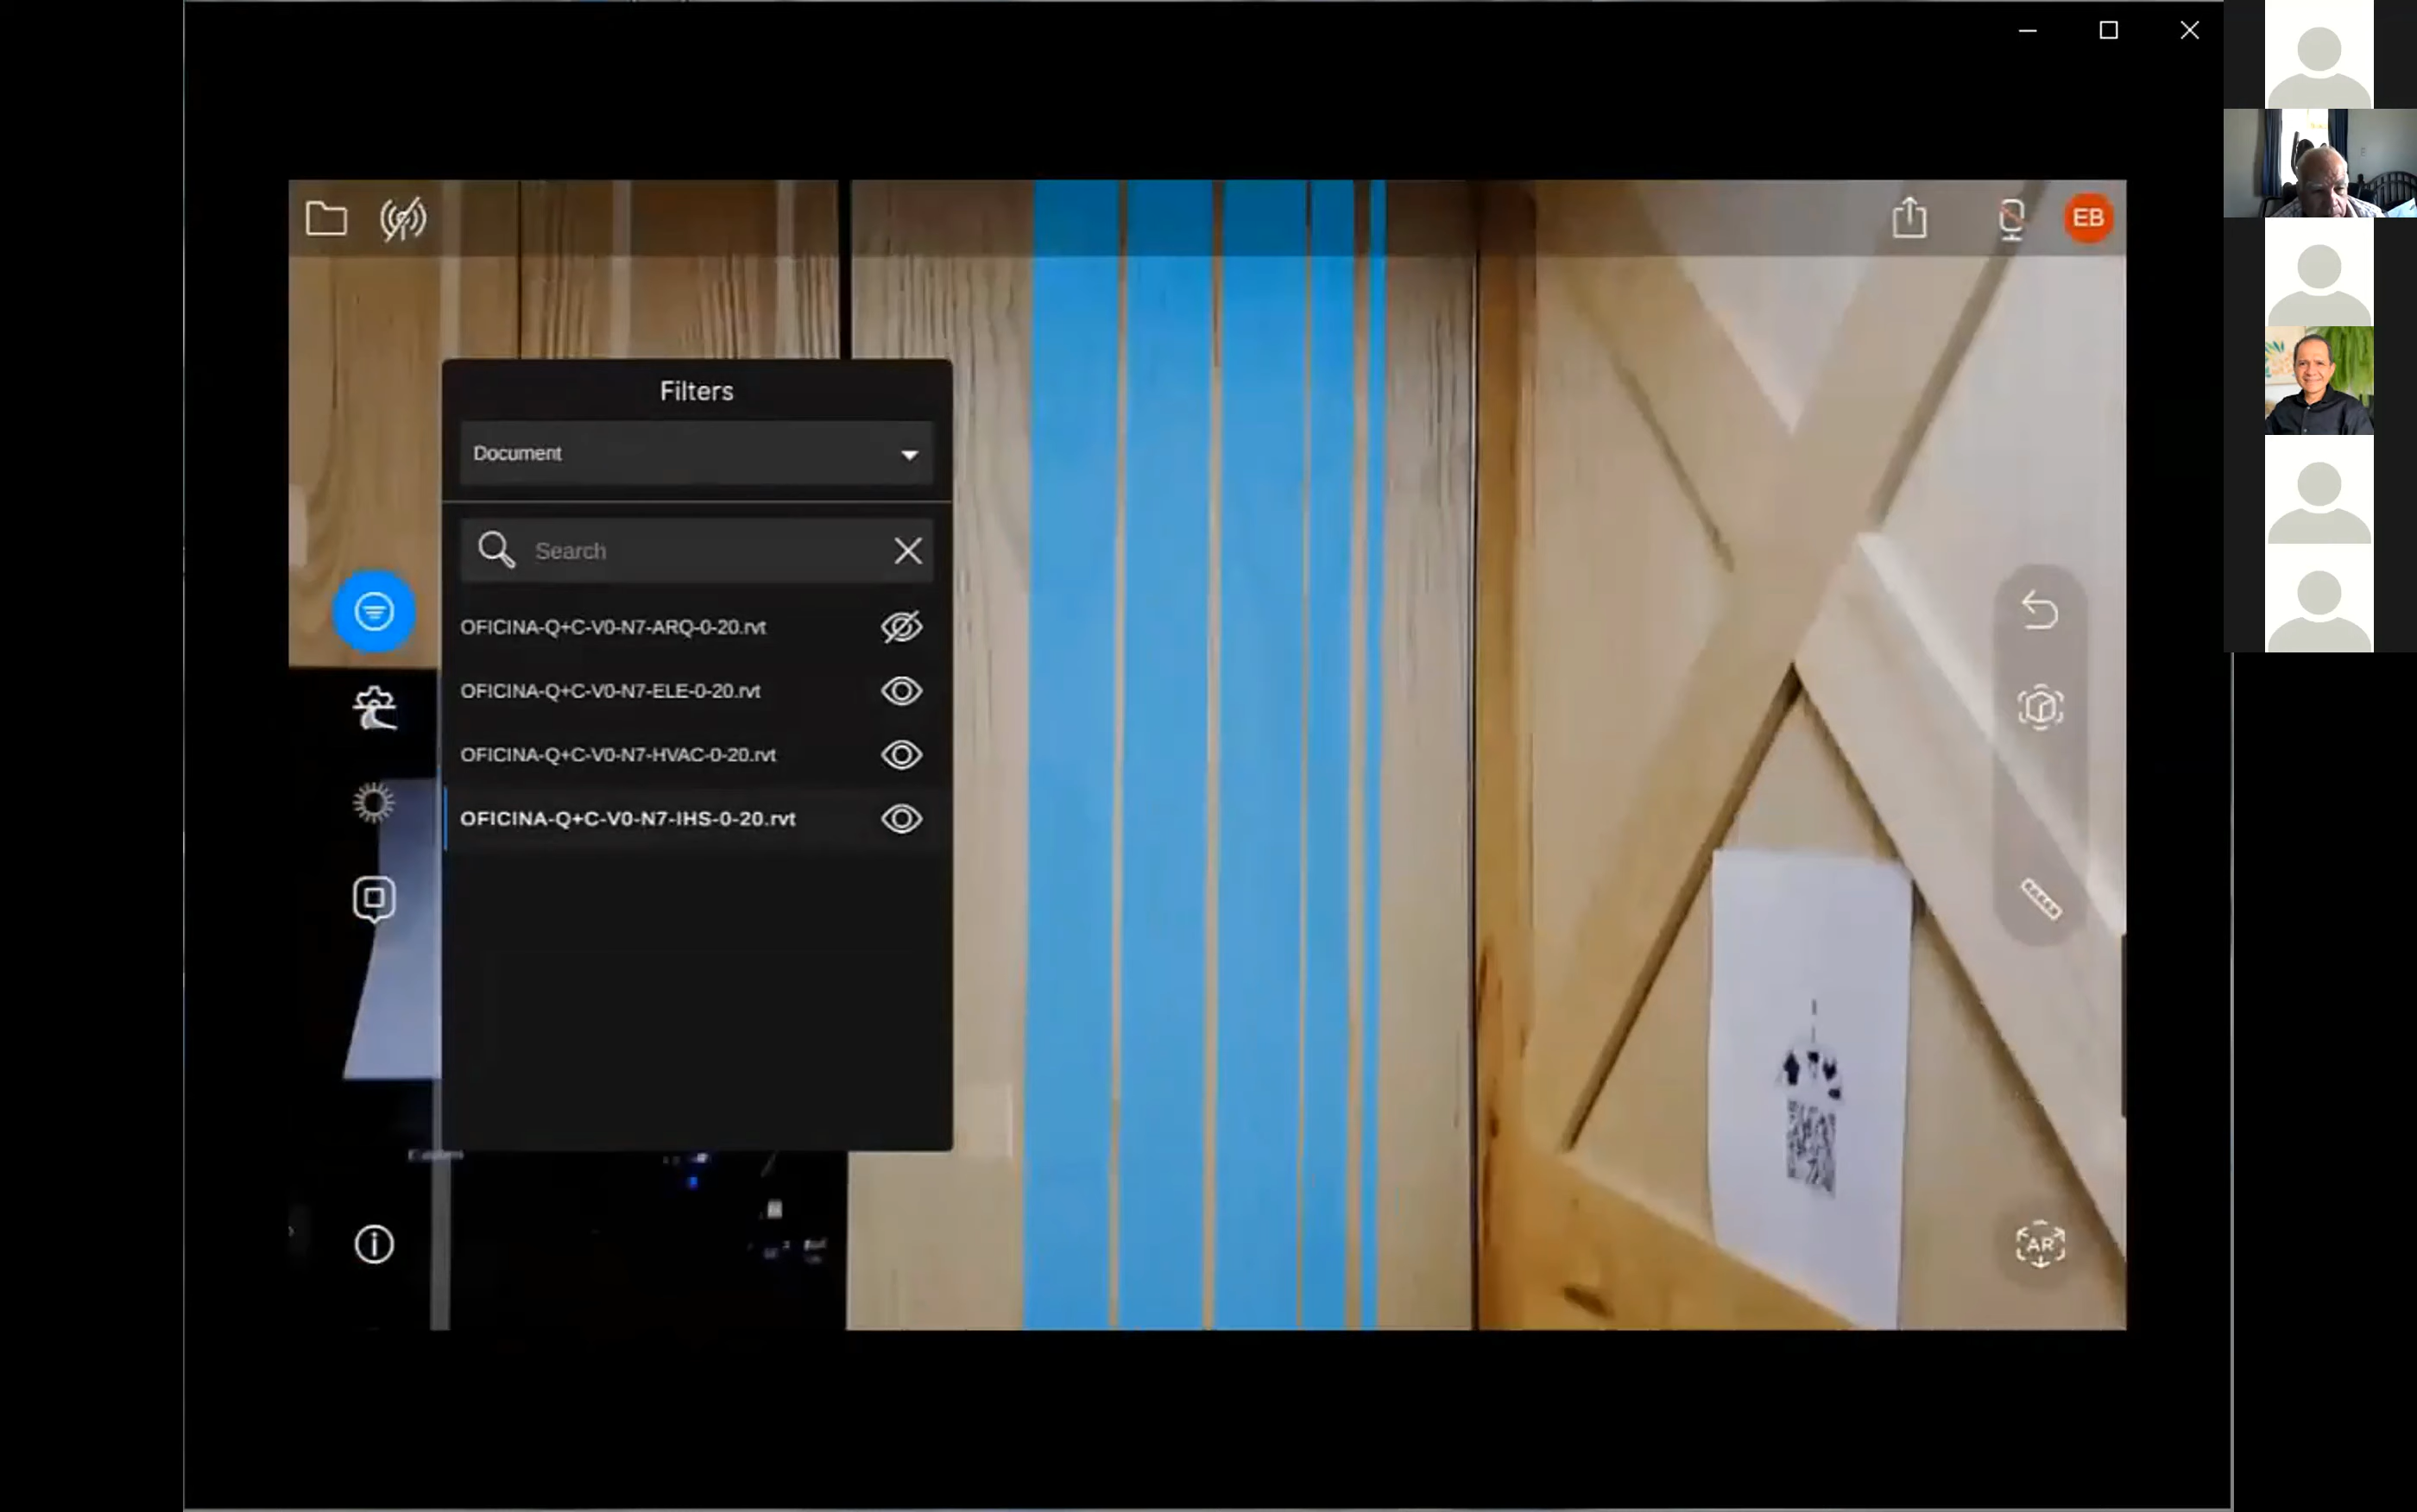 EB
Filters
Document
Search
OFICINA-Q+C-V0-N7-ARQ-0-20.rvt
OFICINA-Q+C-V0-N7-ELE-0-20.rvt
OFICINA-Q+C-V0-N7-HVAC-0-20.rvt
OFICINA-Q+C-V0-N7-IHS-0-20.rvt
AR